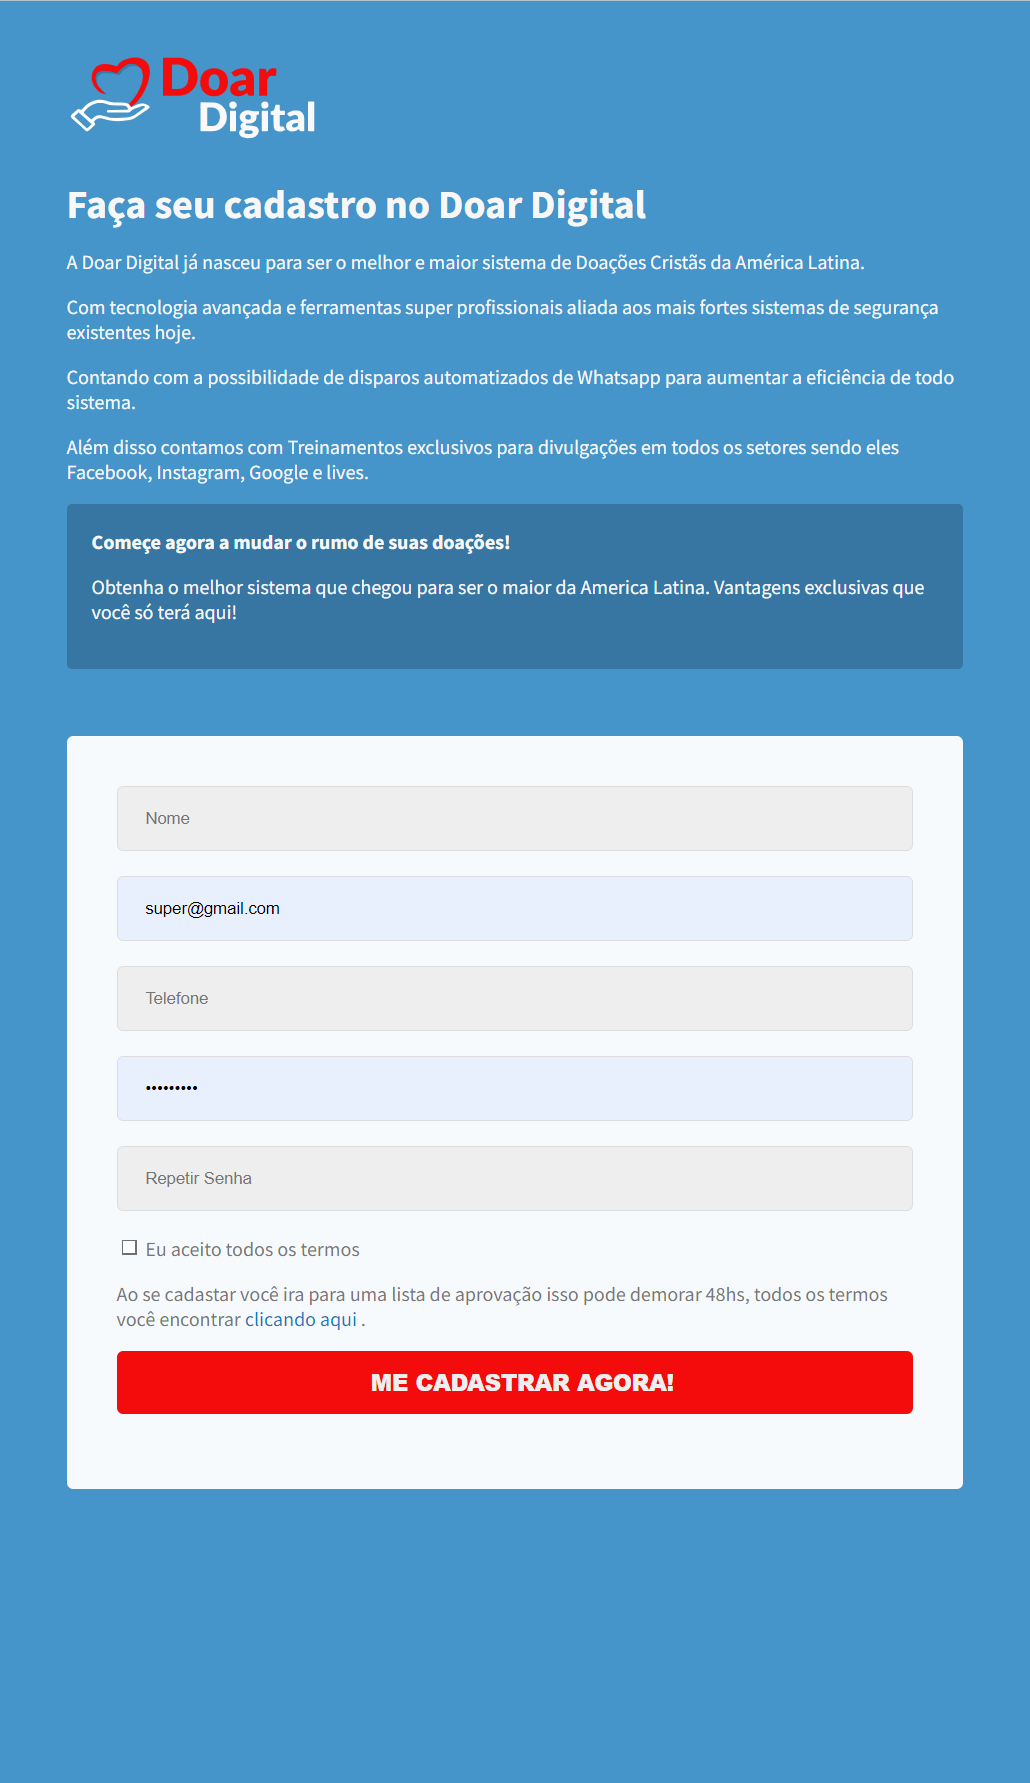 Doar
Digital
Faça seu cadastro no Doar Digital
A Doar Digital já nasceu para ser o melhor e maior sistema de Doações Cristãs da América Latina.
Com tecnologia avançada e ferramentas super profissionais aliada aos mais fortes sistemas de segurança
existentes hoje.
Contando com a possibilidade de disparos automatizados de Whatsapp para aumentar a eficiência de todo
sistema.
Além disso contamos com Treinamentos exclusivos para divulgações em todos os setores sendo eles
Facebook, Instagram, Google e lives.
Começe agora a mudar o rumo de suas doações!
Obtenha o melhor sistema que chegou para ser o maior da America Latina. Vantagens exclusivas que
você só terá aqui!
Nome
super@gmail.com
Telefone
•••••••••
Repetir Senha
Eu aceito todos os termos
Ao se cadastar você ira para uma lista de aprovação isso pode demorar 48hs, todos os termos
você encontrar clicando aqui .
ME CADASTRAR AGORA!